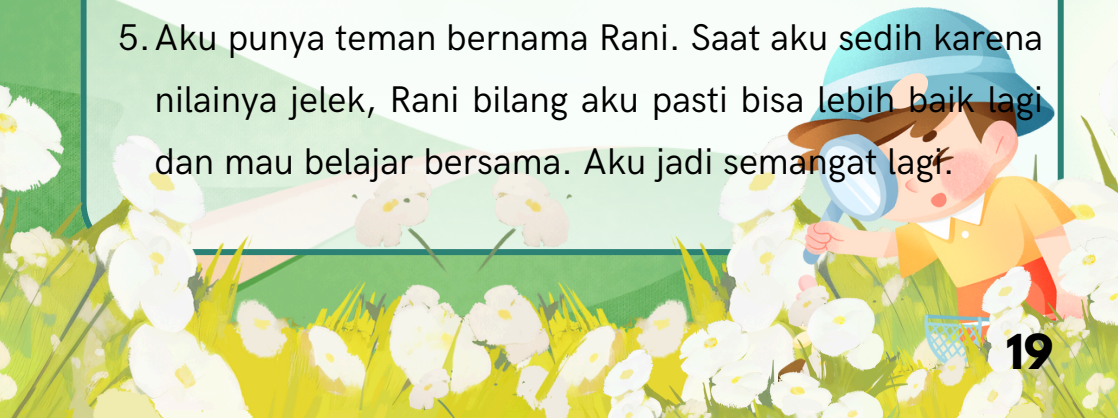 5. Aku punya teman bernama Rani. Saat aku sedih karena
nilainya jelek, Rani bilang aku pasti bisa lebih baik lagi
dan mau belajar bersama. Aku jadi semangat lagi.
19